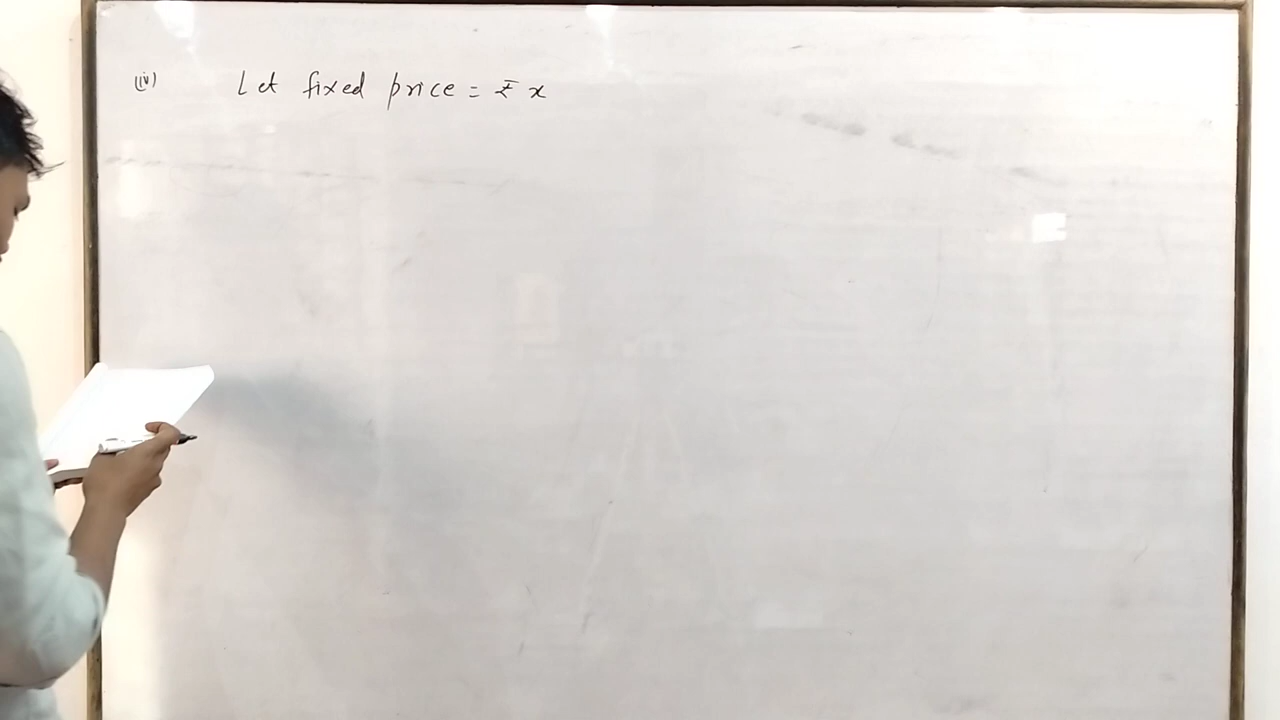 (iv) Let fixed price = ₹ x